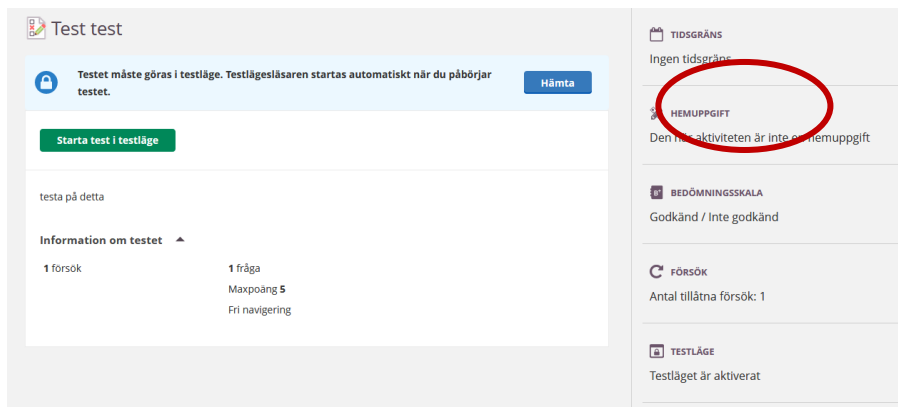 Test test
Testet måste göras i testläge. Testlägesläsaren startas automatiskt när du påbörjar
testet.
Hämta
Starta test i testläge
testa på detta
Information om testet
1 försök
1 fråga
Maxpoäng 5
Fri navigering
TIDSGRÄNS
Ingen tidsgräns
HEMUPPGIFT
Den här aktiviteten är inte en hemuppgift
BEDÖMNINGSSKALA
Godkänd / Inte godkänd
FÖRSÖK
Antal tillåtna försök: 1
TESTLÄGE
Testläget är aktiverat